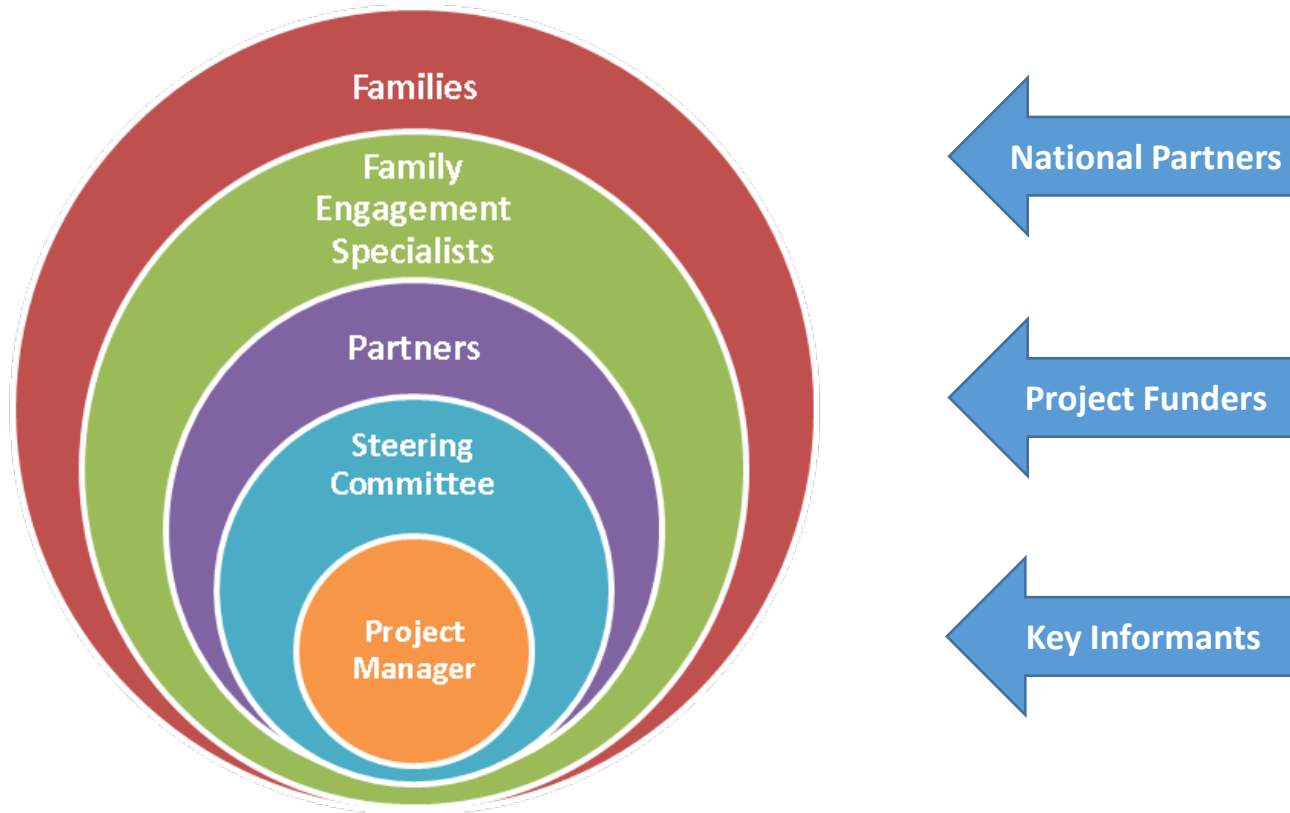 Families
Family
Engagement
Specialists
Partners
Steering
Committee
Project
Manager
National Partners
Project Funders
Key Informants